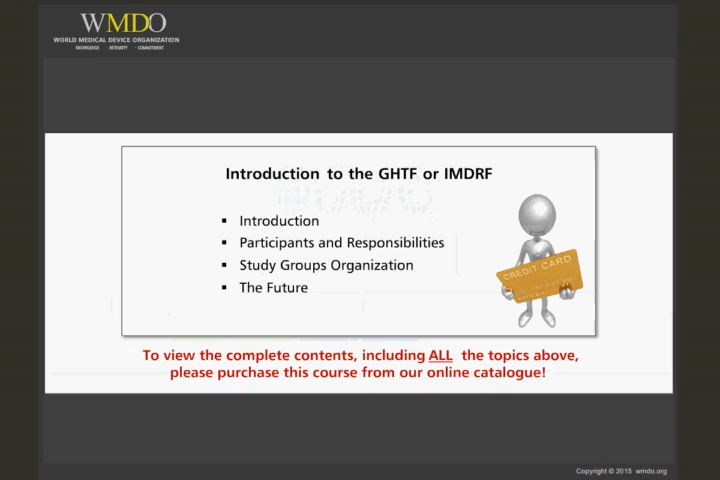 WMDO
WORLD MEDICAL DEVICE ORGANIZATION
KNOWLEDGE · INTEGRITY · COMMITMENT
Introduction to the GHTF or IMDRF
▪ Introduction
▪ Participants and Responsibilities
▪ Study Groups Organization
▪ The Future
CREDIT CARD
To view the complete contents, including ALL the topics above,
please purchase this course from our online catalogue!
Copyright © 2015 wmdo.org